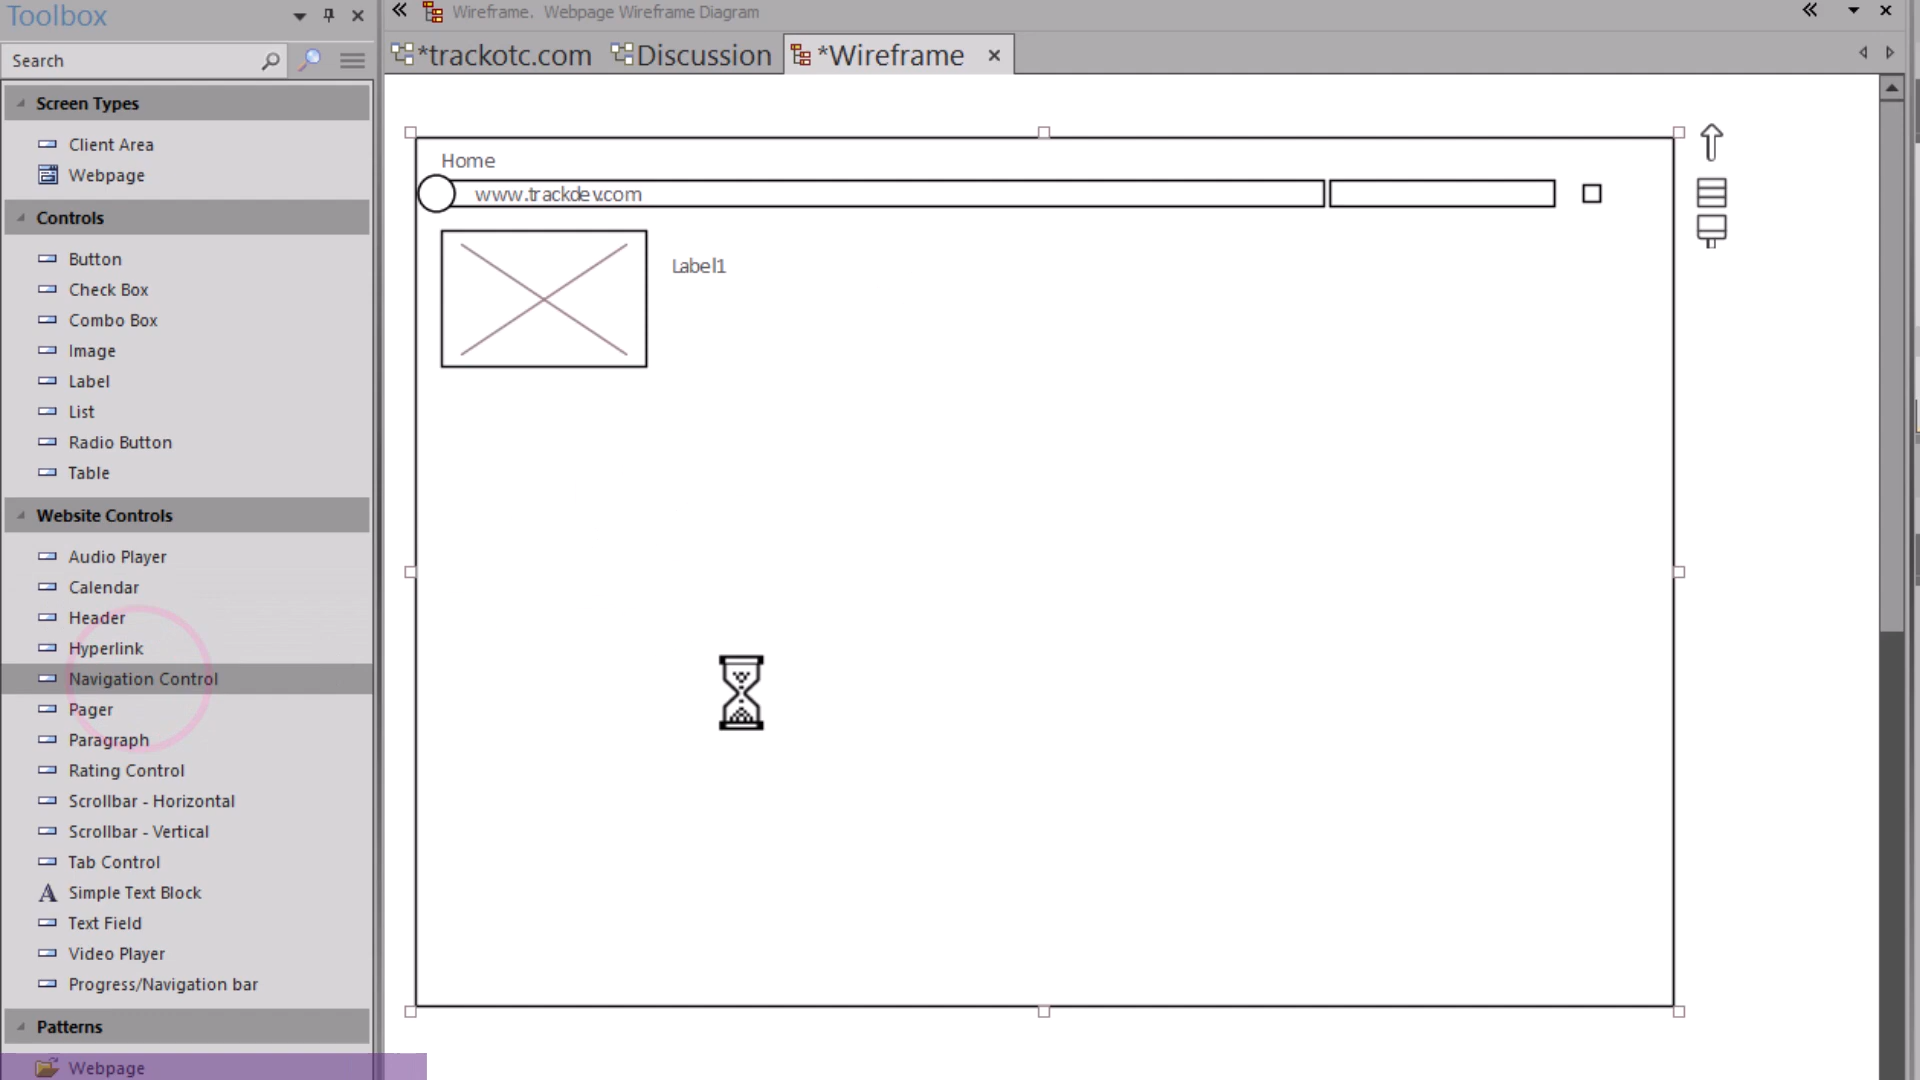 Toolbox
Wireframe.  Webpage Wireframe Diagram
*trackotc.com
Discussion
*Wireframe
Search
Screen Types
Client Area
Webpage
Controls
Button
Check Box
Combo Box
Image
Label
List
Radio Button
Table
Website Controls
Audio Player
Calendar
Header
Hyperlink
Navigation Control
Pager
Paragraph
Rating Control
Scrollbar - Horizontal
Scrollbar - Vertical
Tab Control
A Simple Text Block
Text Field
Video Player
Progress/Navigation bar
Patterns
Webpage
Home
www.trackdev.com
Label1